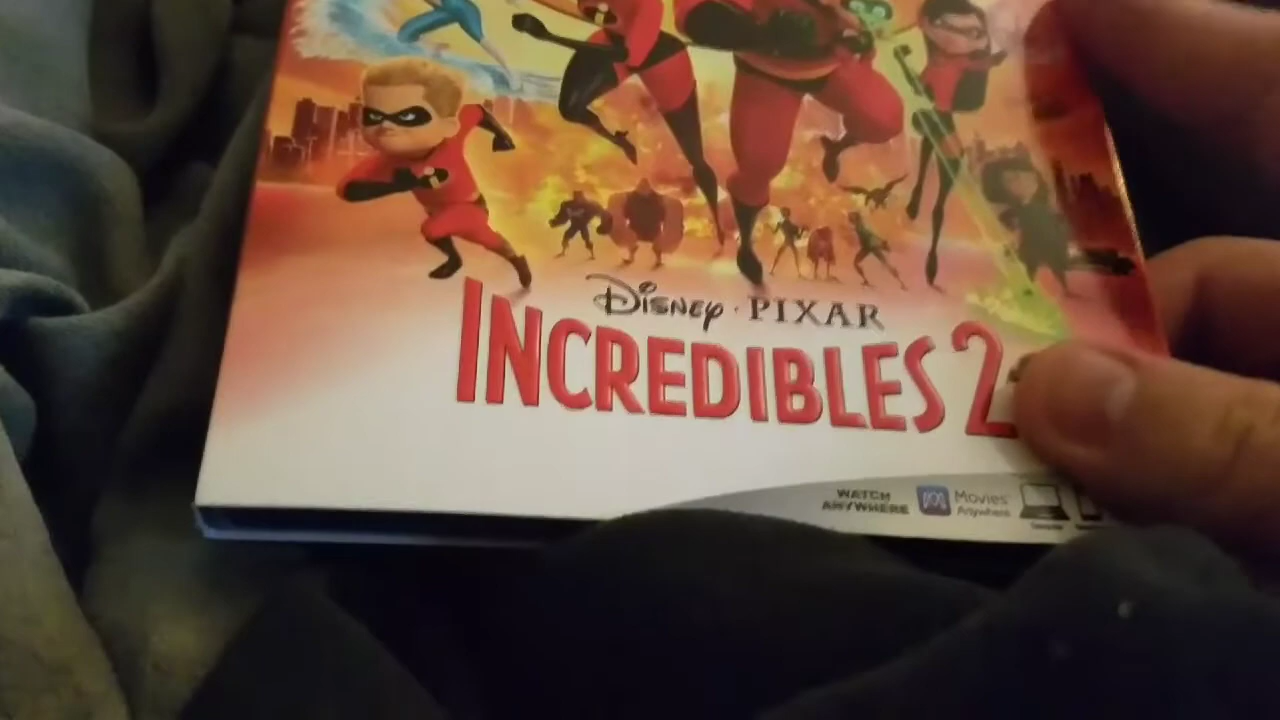 Disney · PIXAR
INCREDIBLES 2
WATCH
ANYWHERE
Movies
Anywhere